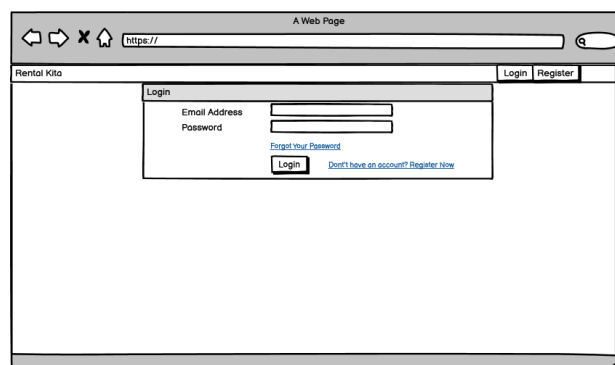 A Web Page
https://
Rental Kita Login Register
Login
Email Address
Password
Forgot Your Password
Login Don't have an account? Register Now